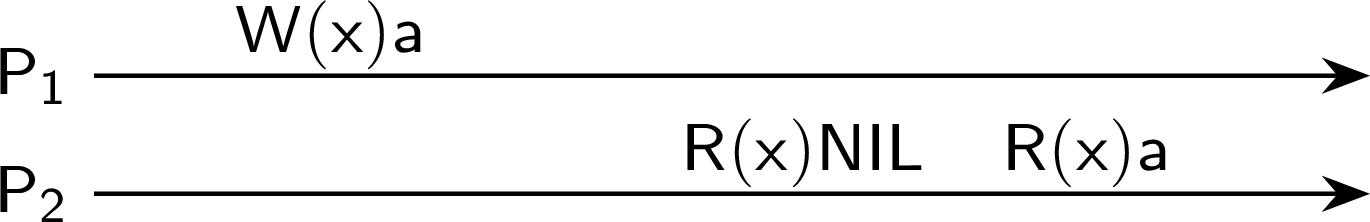 W(x)a
P₁
R(x)NIL R(x)a
P₂